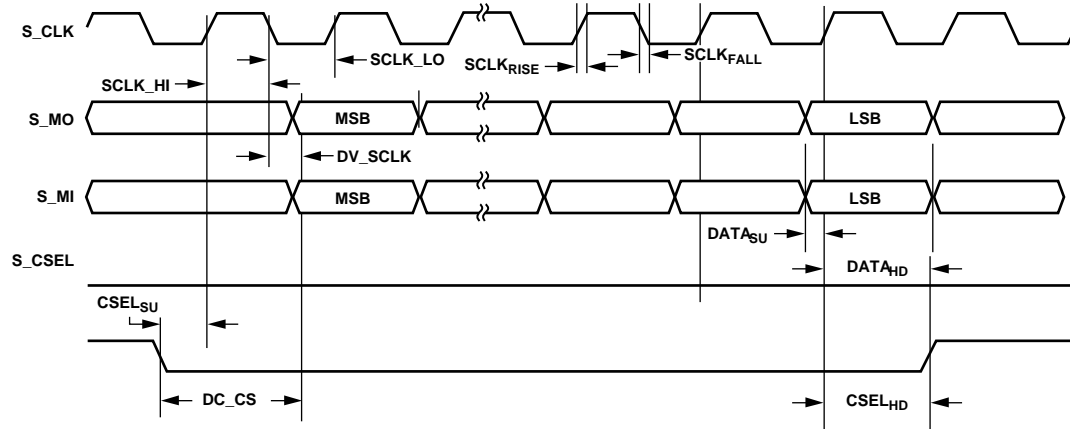 S_CLK
SCLK_LO
SCLK_RISE
SCLK_FALL
SCLK_HI
S_MO
MSB
LSB
DV_SCLK
S_MI
MSB
LSB
DATA_SU
S_CSEL
DATA_HD
CSEL_SU
DC_CS
CSEL_HD